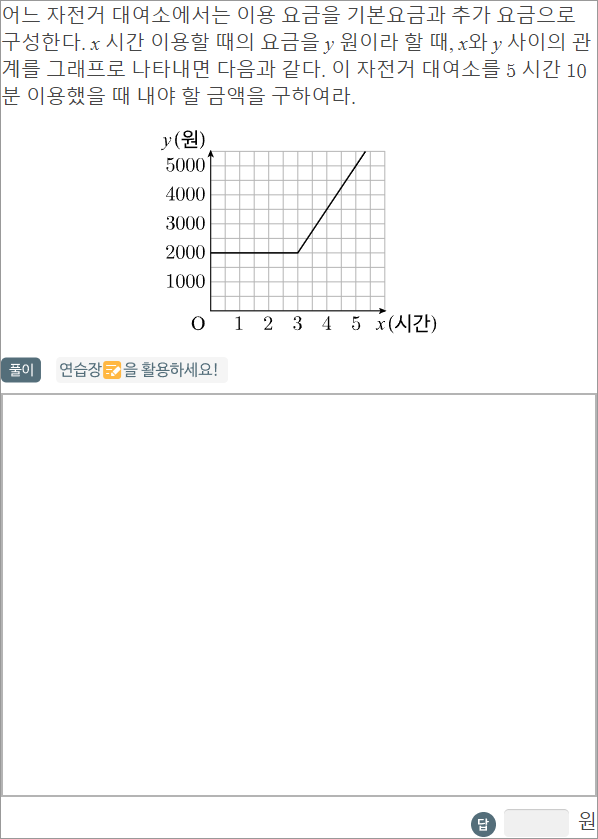 어느 자전거 대여소에서는 이용 요금을 기본요금과 추가 요금으로
구성한다. x 시간 이용할 때의 요금을 y 원이라 할 때, x와 y 사이의 관
계를 그래프로 나타내면 다음과 같다. 이 자전거 대여소를 5 시간 10
분 이용했을 때 내야 할 금액을 구하여라.
y(원)
5000
4000
3000
2000
1000
O 1 2 3 4 5 x(시간)
풀이 연습장을 활용하세요!
답 원